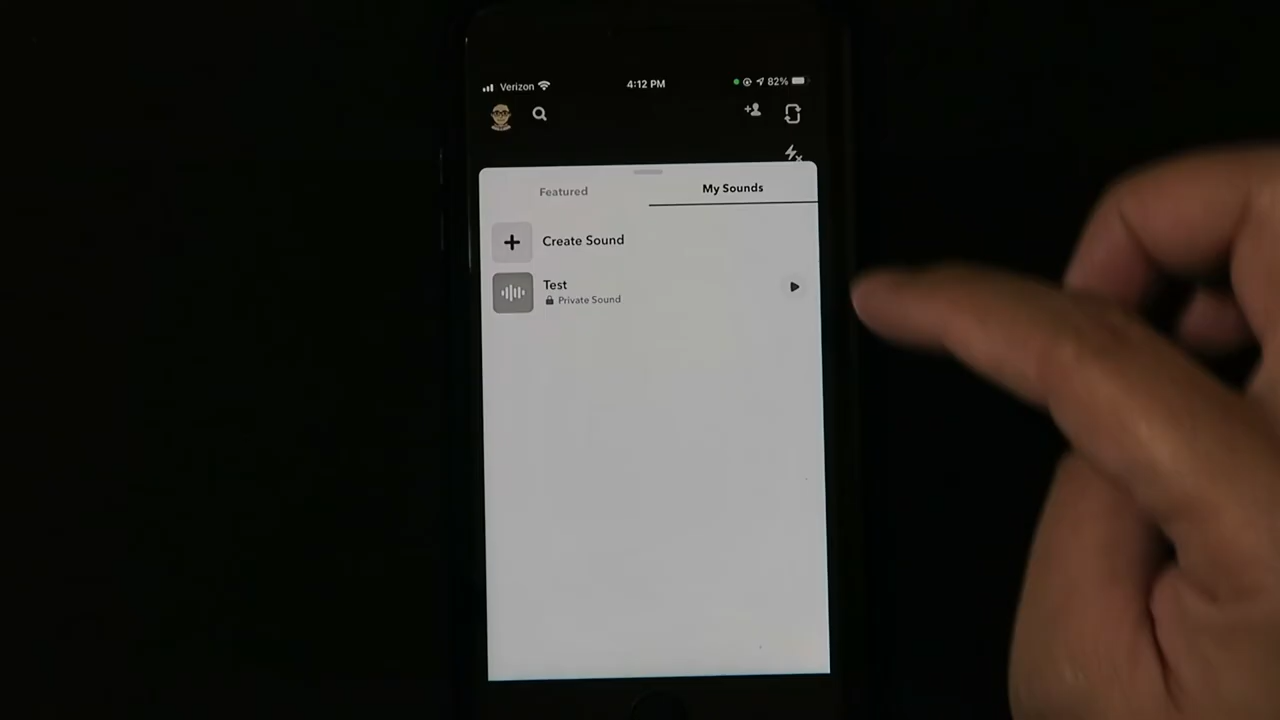 Verizon 4:12 PM 82%
Featured My Sounds
Create Sound
Test
Private Sound